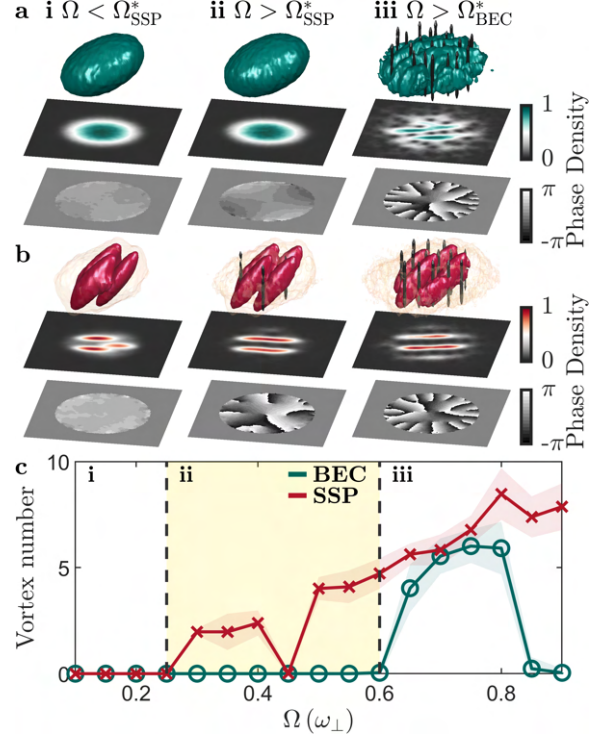 a i Ω < Ω*SSP ii Ω > Ω*SSP iii Ω > Ω*BEC
1
0
Density
π
-π
Phase
b
1
0
Density
π
-π
Phase
c
10
5
0
Vortex number
i ii iii
BEC
SSP
0.2 0.4 0.6 0.8
Ω (ω⊥)